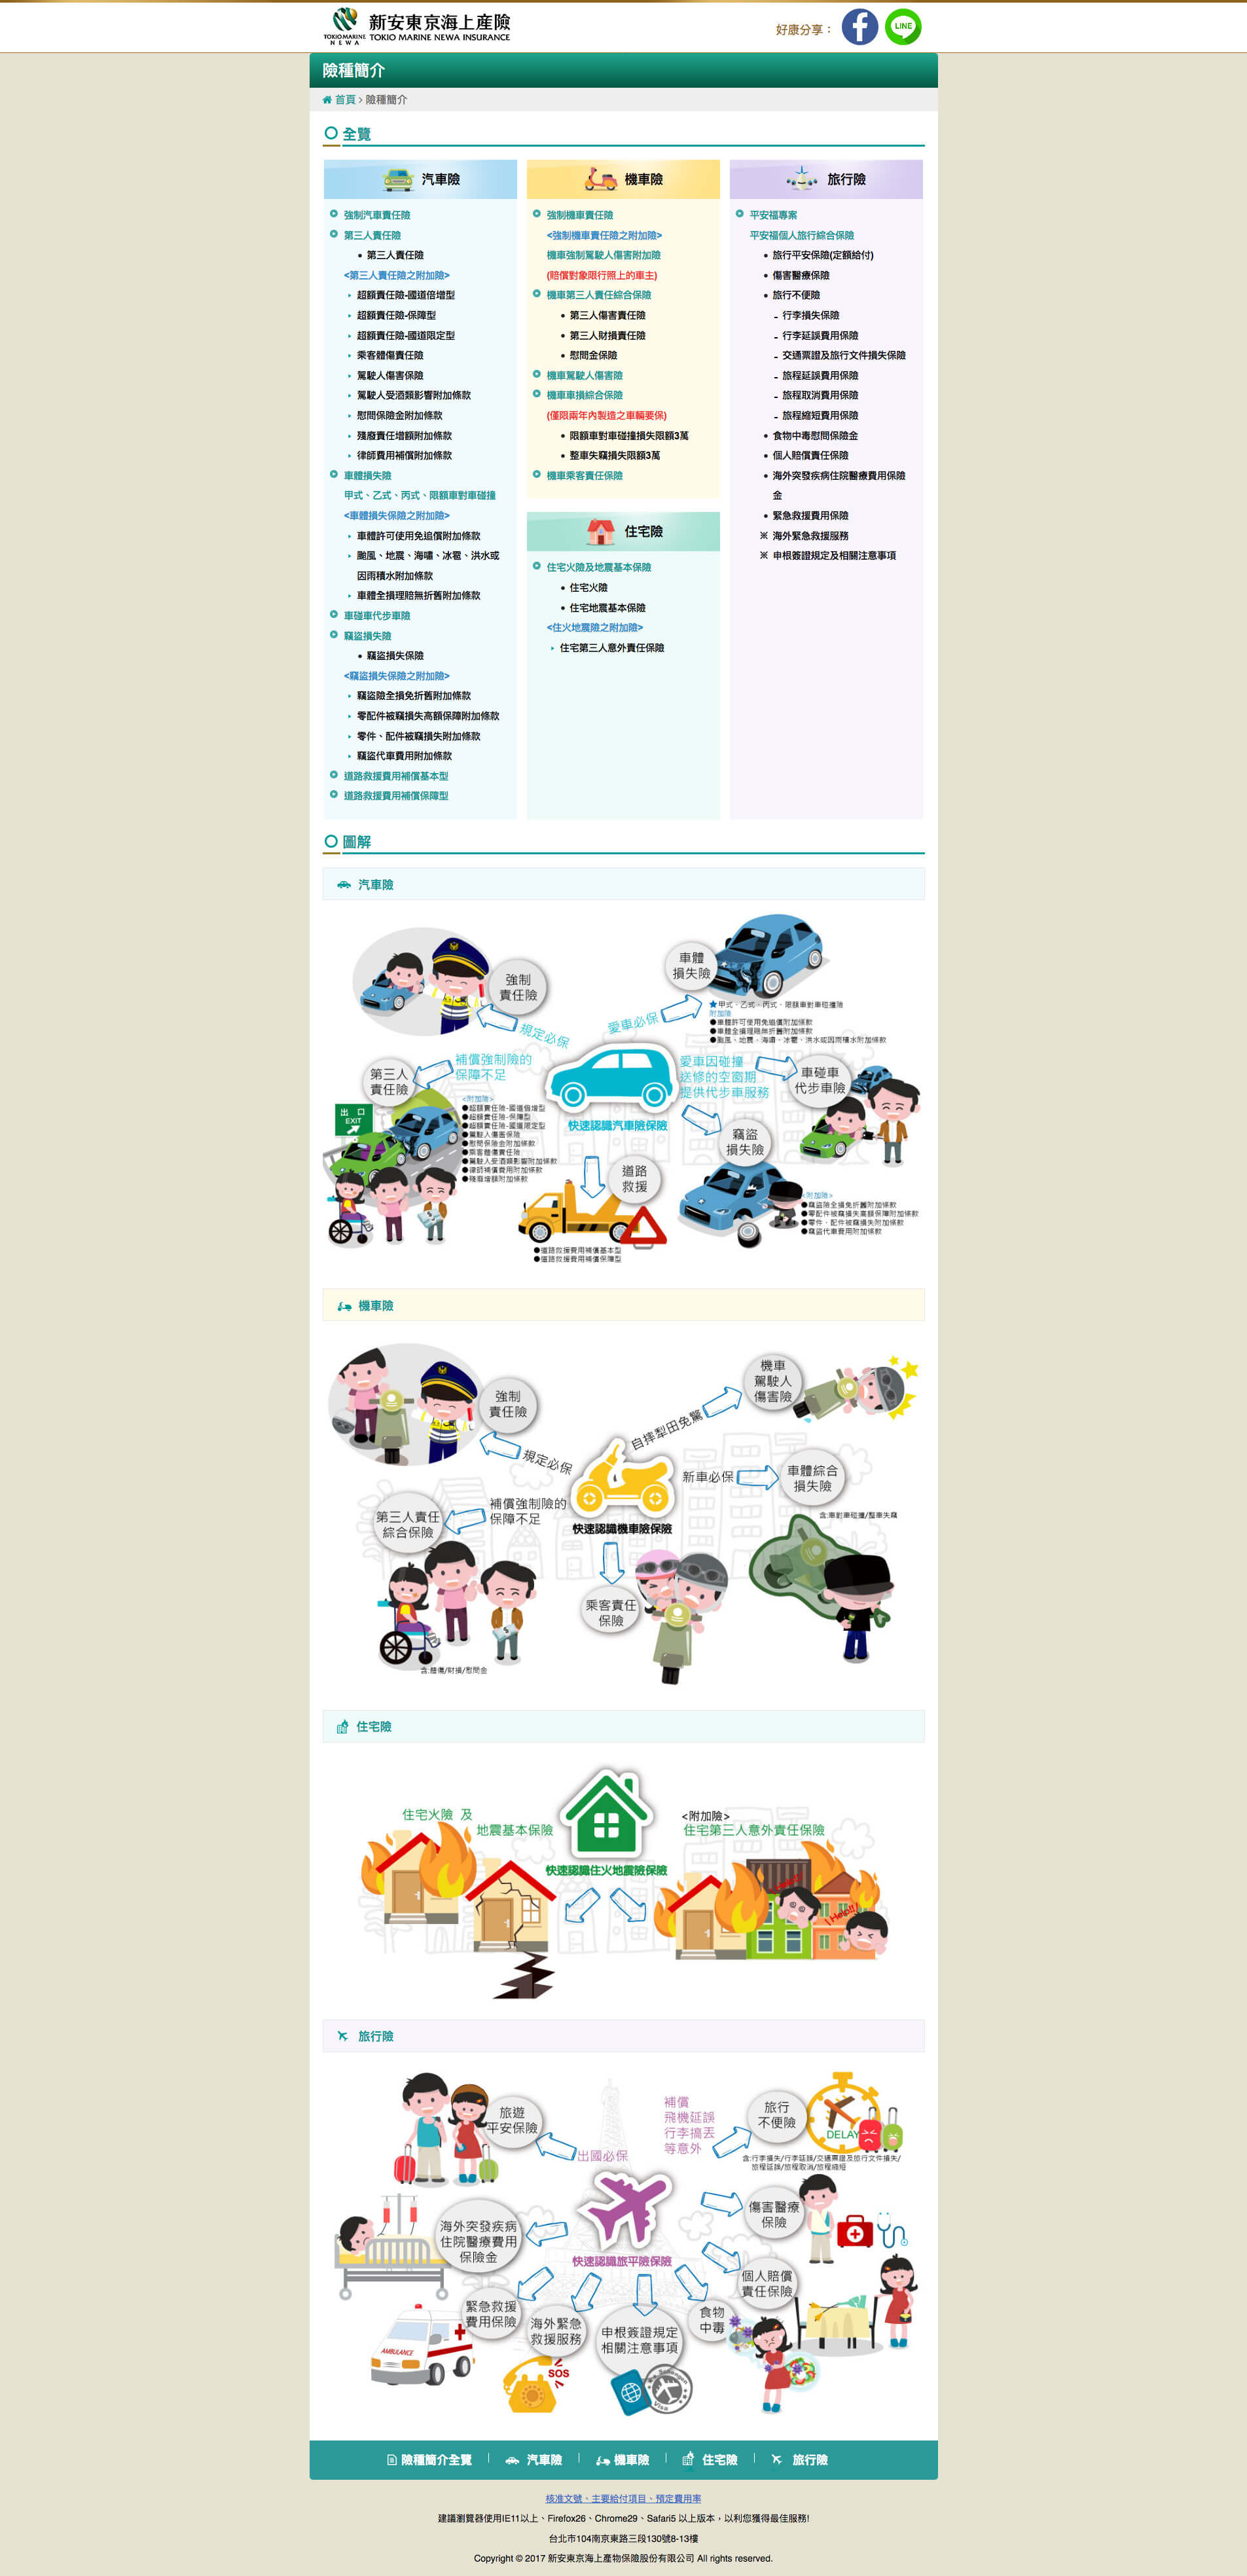 新安東京海上產險
TOKIO MARINE NEWA INSURANCE
TOKIO MARINE
N E W A
好康分享：
LINE
險種簡介
首頁 › 險種簡介
全覽
汽車險
強制汽車責任險
第三人責任險
• 第三人責任險
<第三人責任險之附加險>
超額責任險-國道倍增型
超額責任險-保障型
超額責任險-國道限定型
乘客體傷責任險
駕駛人傷害保險
駕駛人受酒類影響附加條款
慰問保險金附加條款
殘廢責任增額附加條款
律師費用補償附加條款
車體損失險
甲式、乙式、丙式、限額車對車碰撞
<車體損失保險之附加險>
車體許可使用免追償附加條款
颱風、地震、海嘯、冰雹、洪水或
因雨積水附加條款
車體全損理賠無折舊附加條款
車碰車代步車險
竊盜損失險
• 竊盜損失保險
<竊盜損失保險之附加險>
竊盜險全損免折舊附加條款
零配件被竊損失高額保障附加條款
零件、配件被竊損失附加條款
竊盜代車費用附加條款
道路救援費用補償基本型
道路救援費用補償保障型
機車險
強制機車責任險
<強制機車責任險之附加險>
機車強制駕駛人傷害附加險
(賠償對象限行照上的車主)
機車第三人責任綜合保險
• 第三人傷害責任險
• 第三人財損責任險
• 慰問金保險
機車駕駛人傷害險
機車車損綜合保險
(僅限兩年內製造之車輛要保)
• 限額車對車碰撞損失限額3萬
• 整車失竊損失限額3萬
機車乘客責任保險
住宅險
住宅火險及地震基本保險
• 住宅火險
• 住宅地震基本保險
<住火地震險之附加險>
住宅第三人意外責任保險
旅行險
平安福專案
平安福個人旅行綜合保險
• 旅行平安保險(定額給付)
• 傷害醫療保險
• 旅行不便險
- 行李損失保險
- 行李延誤費用保險
- 交通票證及旅行文件損失保險
- 旅程延誤費用保險
- 旅程取消費用保險
- 旅程縮短費用保險
• 食物中毒慰問保險金
• 個人賠償責任保險
• 海外突發疾病住院醫療費用保險
金
• 緊急救援費用保險
※ 海外緊急救援服務
※ 申根簽證規定及相關注意事項
圖解
汽車險
強制
責任險
規定必保
愛車必保
車體
損失險
★甲式、乙式、丙式、限額車對車碰撞險
附加險
●車體許可使用免追償附加條款
●車體全損理賠無折舊附加條款
●颱風、地震、海嘯、冰雹、洪水或因雨積水附加條款
第三人
責任險
補償強制險的
保障不足
<附加險>
●超額責任險-國道倍增型
●超額責任險-保障型
●超額責任險-國道限定型
●駕駛人傷害保險
●慰問保險金附加條款
●乘客體傷責任險
●駕駛人受酒類影響附加條款
●律師補償費用附加條款
●殘廢增額附加條款
出 口
EXIT
快速認識汽車險保險
愛車因碰撞
送修的空窗期
提供代步車服務
車碰車
代步車險
竊盜
損失險
<附加險>
●竊盜險全損免折舊附加條款
●零配件被竊損失高額保障附加條款
●零件、配件被竊損失附加條款
●竊盜代車費用附加條款
道路
救援
●道路救援費用補償基本型
●道路救援費用補償保障型
機車險
強制
責任險
規定必保
自摔犁田免驚
機車
駕駛人
傷害險
新車必保
車體綜合
損失險
含:車對車碰撞/整車失竊
第三人責任
綜合保險
補償強制險的
保障不足
快速認識機車險保險
乘客責任
保險
含:體傷/財損/慰問金
住宅險
住宅火險 及
地震基本保險
快速認識住火地震險保險
<附加險>
住宅第三人意外責任保險
Help!!
Help!!
旅行險
旅遊
平安保險
出國必保
補償
飛機延誤
行李搞丟
等意外
旅行
不便險
DELAY
含:行李損失/行李延誤/交通票證及旅行文件損失/
旅程延誤/旅程取消/旅程縮短
海外突發疾病
住院醫療費用
保險金
快速認識旅平險保險
傷害醫療
保險
個人賠償
責任保險
緊急救援
費用保險
AMBULANCE
海外緊急
救援服務
SOS
申根簽證規定
相關注意事項
Schengen
Visa
食物
中毒
險種簡介全覽
汽車險
機車險
住宅險
旅行險
核准文號、主要給付項目、預定費用率
建議瀏覽器使用IE11以上、Firefox26、Chrome29、Safari5 以上版本，以利您獲得最佳服務!
台北市104南京東路三段130號8-13樓
Copyright © 2017 新安東京海上產物保險股份有限公司 All rights reserved.